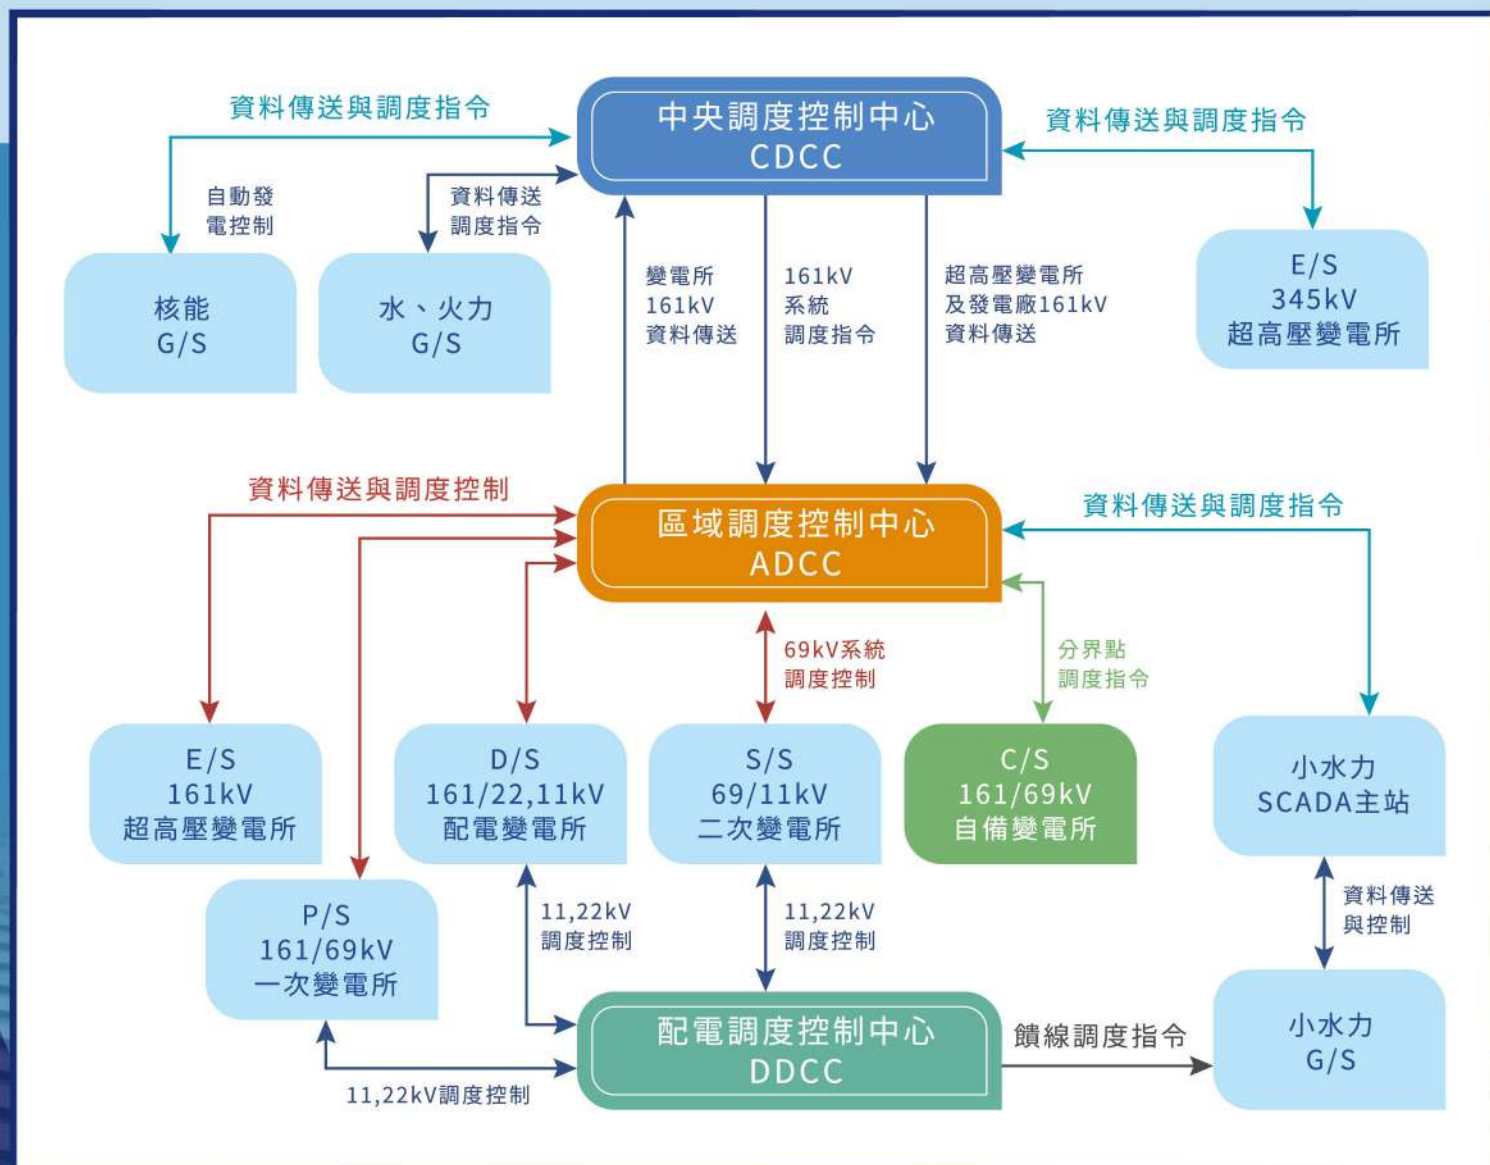 中央調度控制中心
CDCC
資料傳送與調度指令
資料傳送與調度指令
自動發
電控制
資料傳送
調度指令
核能
G/S
水、火力
G/S
變電所
161kV
資料傳送
161kV
系統
調度指令
超高壓變電所
及發電廠161kV
資料傳送
E/S
345kV
超高壓變電所
資料傳送與調度控制
區域調度控制中心
ADCC
資料傳送與調度指令
69kV系統
調度控制
分界點
調度指令
E/S
161kV
超高壓變電所
D/S
161/22,11kV
配電變電所
S/S
69/11kV
二次變電所
C/S
161/69kV
自備變電所
小水力
SCADA主站
P/S
161/69kV
一次變電所
11,22kV
調度控制
11,22kV
調度控制
資料傳送
與控制
配電調度控制中心
DDCC
饋線調度指令
小水力
G/S
11,22kV調度控制